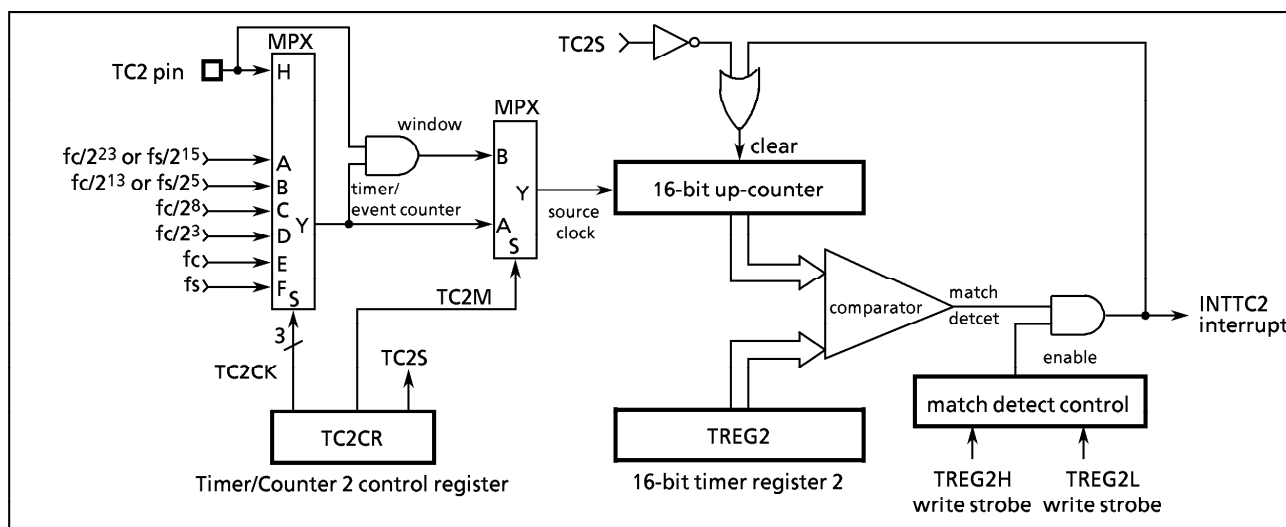 MPX
TC2 pin
H
fc/2^23 or fs/2^15
A
fc/2^13 or fs/2^5
B
fc/2^8
C
fc/2^3
D
fc
E
fs
F
Y
S
3
TC2CK
window
timer/
event counter
MPX
B
Y
A
S
TC2M
TC2S
TC2CR
Timer/Counter 2 control register
source
clock
TC2S
clear
16-bit up-counter
comparator
match
detcet
enable
INTTC2
interrupt
match detect control
TREG2
16-bit timer register 2
TREG2H
write strobe
TREG2L
write strobe